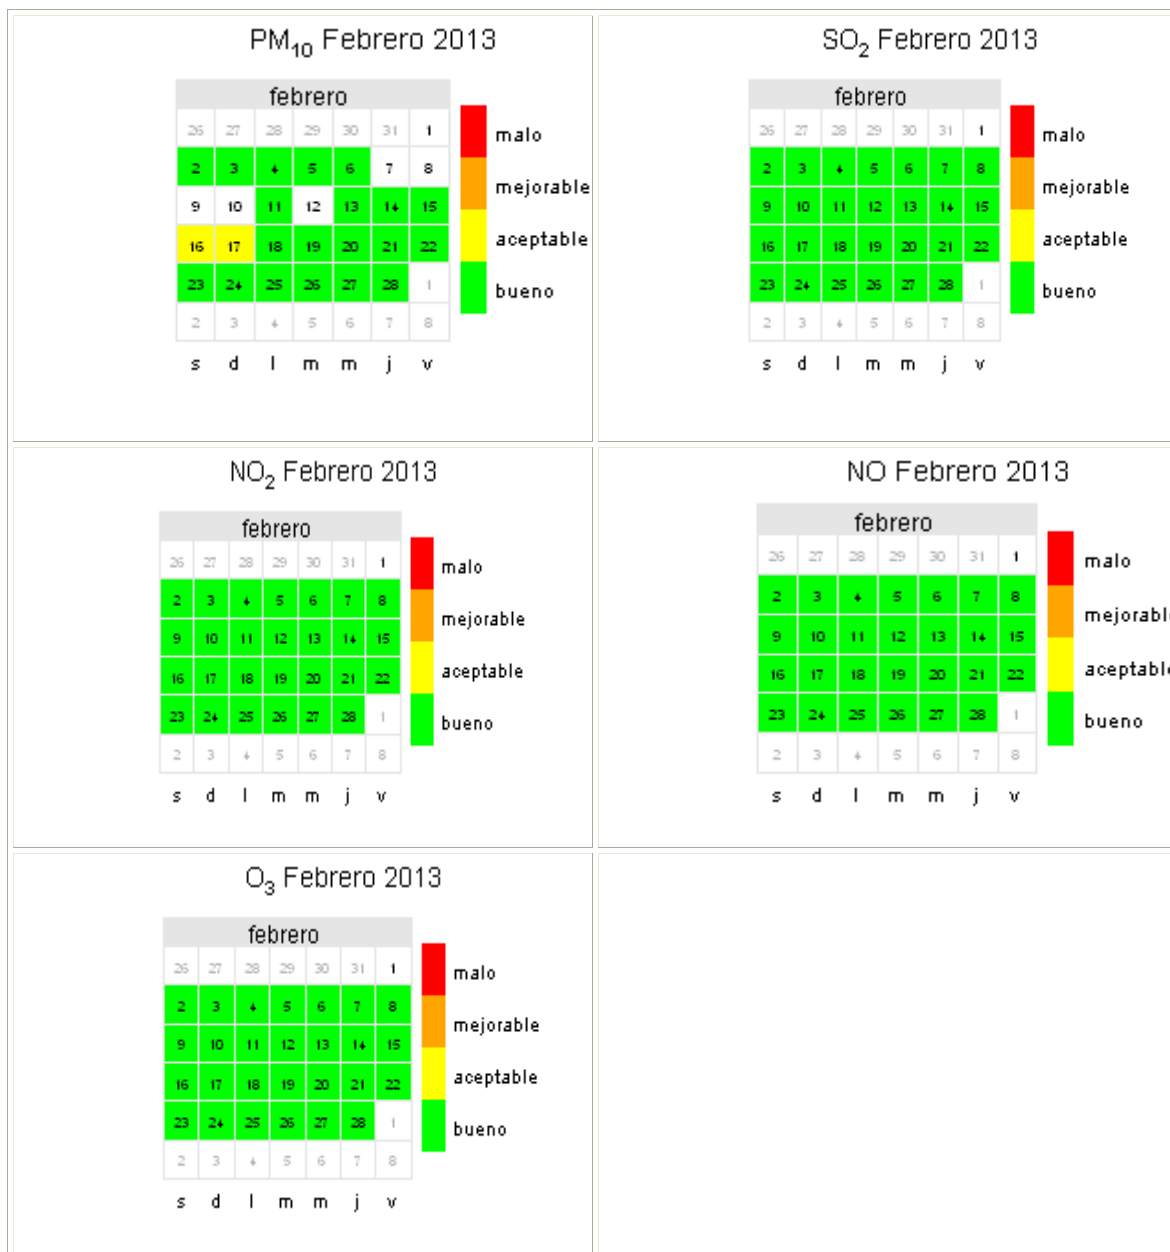 PM10 Febrero 2013
febrero
26 27 28 29 30 31 1
2 3 4 5 6 7 8
9 10 11 12 13 14 15
16 17 18 19 20 21 22
23 24 25 26 27 28 1
2 3 4 5 6 7 8
s d l m m j v
malo
mejorable
aceptable
bueno
SO2 Febrero 2013
febrero
26 27 28 29 30 31 1
2 3 4 5 6 7 8
9 10 11 12 13 14 15
16 17 18 19 20 21 22
23 24 25 26 27 28 1
2 3 4 5 6 7 8
s d l m m j v
malo
mejorable
aceptable
bueno
NO2 Febrero 2013
febrero
26 27 28 29 30 31 1
2 3 4 5 6 7 8
9 10 11 12 13 14 15
16 17 18 19 20 21 22
23 24 25 26 27 28 1
2 3 4 5 6 7 8
s d l m m j v
malo
mejorable
aceptable
bueno
NO Febrero 2013
febrero
26 27 28 29 30 31 1
2 3 4 5 6 7 8
9 10 11 12 13 14 15
16 17 18 19 20 21 22
23 24 25 26 27 28 1
2 3 4 5 6 7 8
s d l m m j v
malo
mejorable
aceptable
bueno
O3 Febrero 2013
febrero
26 27 28 29 30 31 1
2 3 4 5 6 7 8
9 10 11 12 13 14 15
16 17 18 19 20 21 22
23 24 25 26 27 28 1
2 3 4 5 6 7 8
s d l m m j v
malo
mejorable
aceptable
bueno